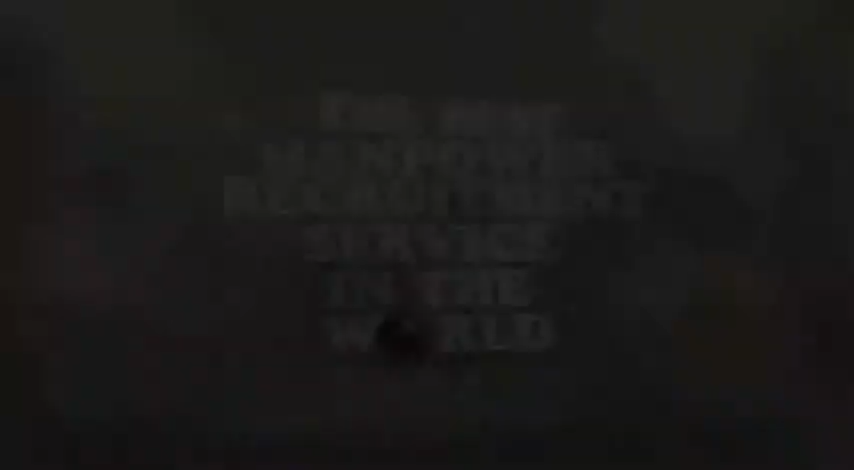 THE BEST
MANPOWER
RECRUITMENT
SERVICE
IN THE
WORLD